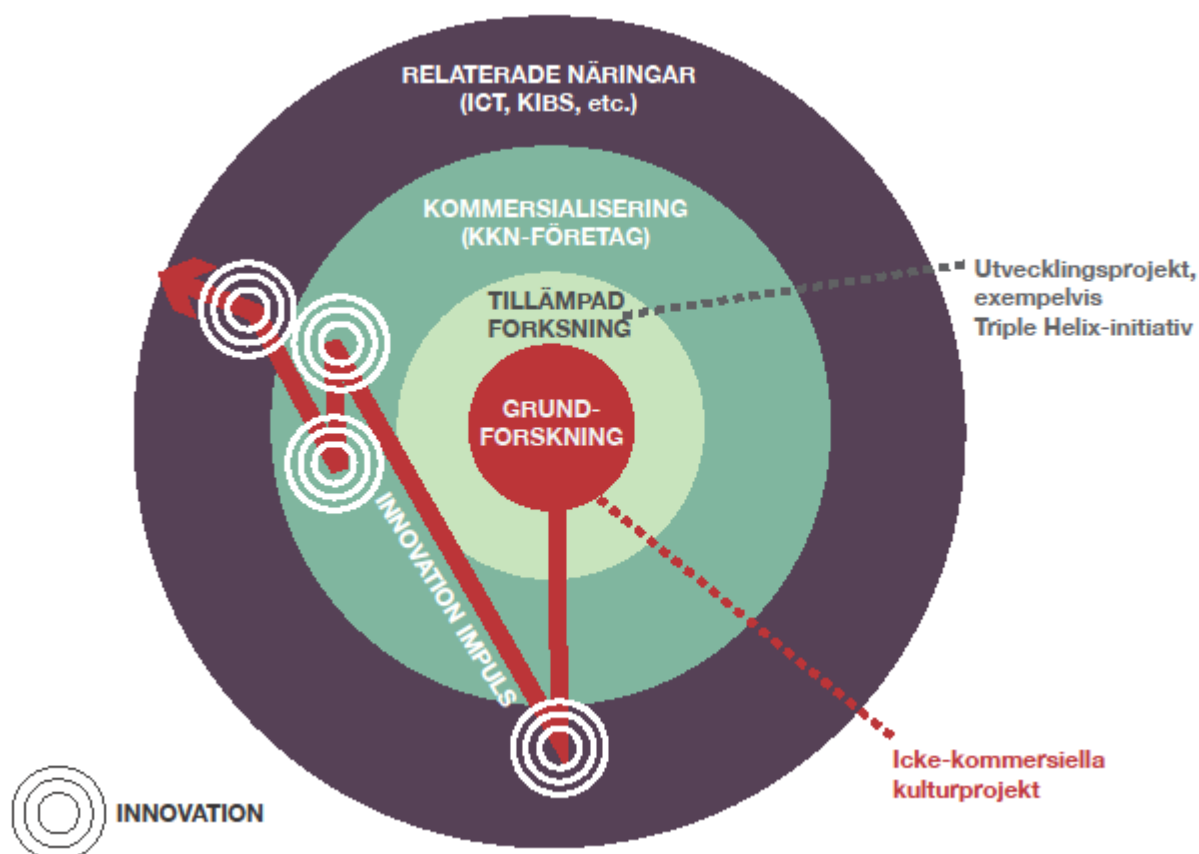 RELATERADE NÄRINGAR
(ICT, KIBS, etc.)
KOMMERSIALISERING
(KKN-FÖRETAG)
TILLÄMPAD
FORKSNING
GRUND-
FORSKNING
Utvecklingsprojekt,
exempelvis
Triple Helix-initiativ
INNOVATION IMPULS
Icke-kommersiella
kulturprojekt
INNOVATION